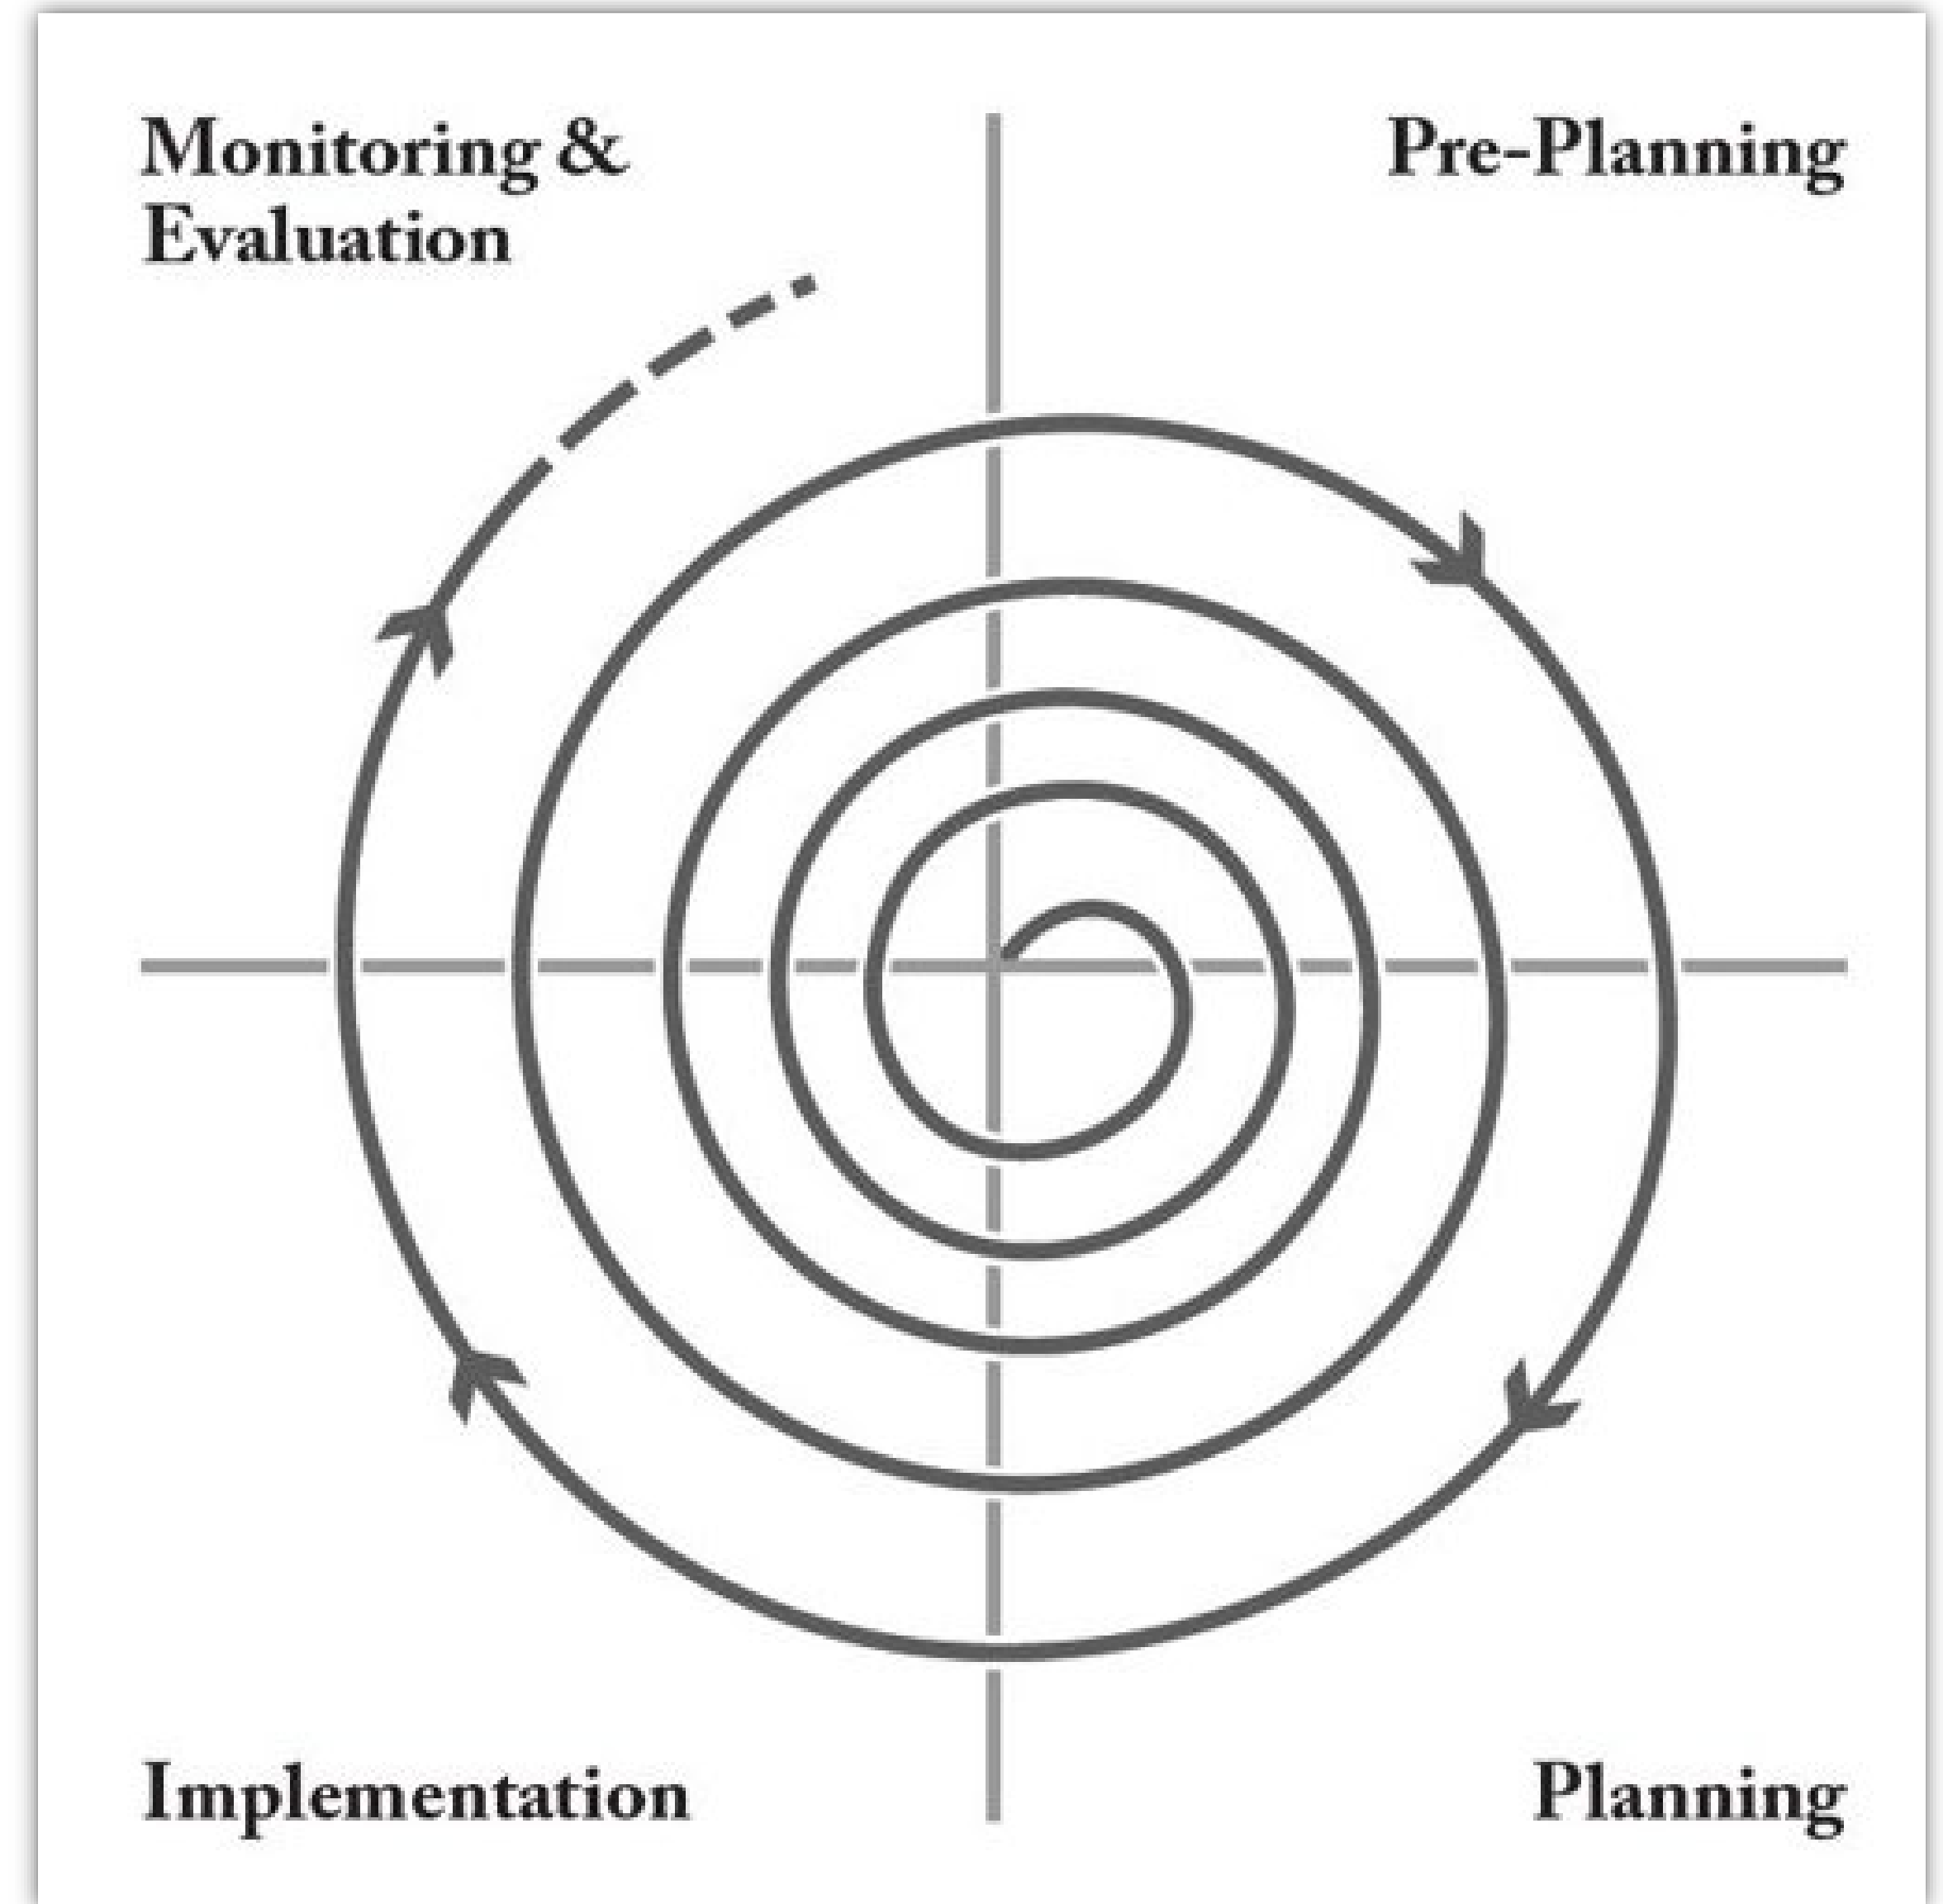 Monitoring &
Evaluation
Pre-Planning
Implementation
Planning